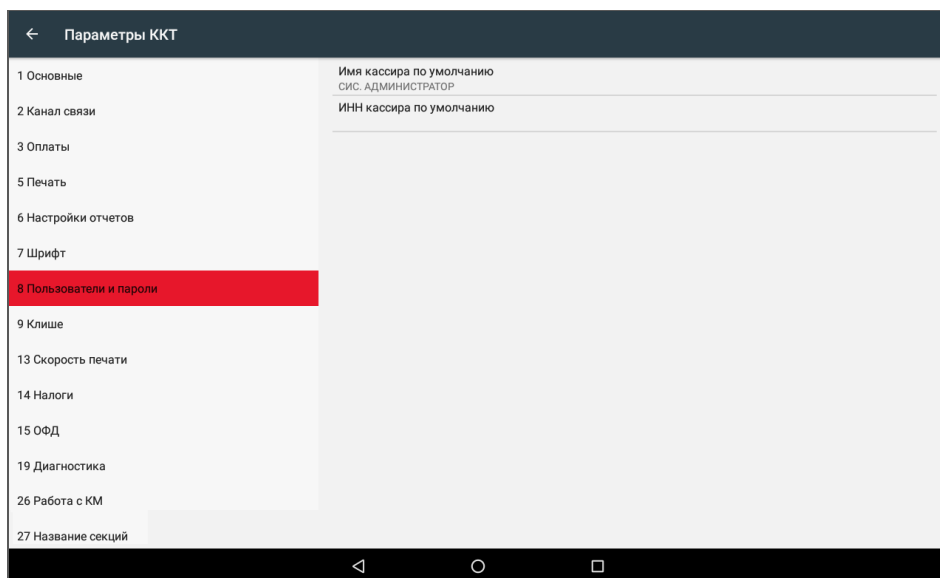 Параметры ККТ
1 Основные
2 Канал связи
3 Оплаты
5 Печать
6 Настройки отчетов
7 Шрифт
8 Пользователи и пароли
9 Клише
13 Скорость печати
14 Налоги
15 ОФД
19 Диагностика
26 Работа с КМ
27 Название секций
Имя кассира по умолчанию
СИС. АДМИНИСТРАТОР
ИНН кассира по умолчанию